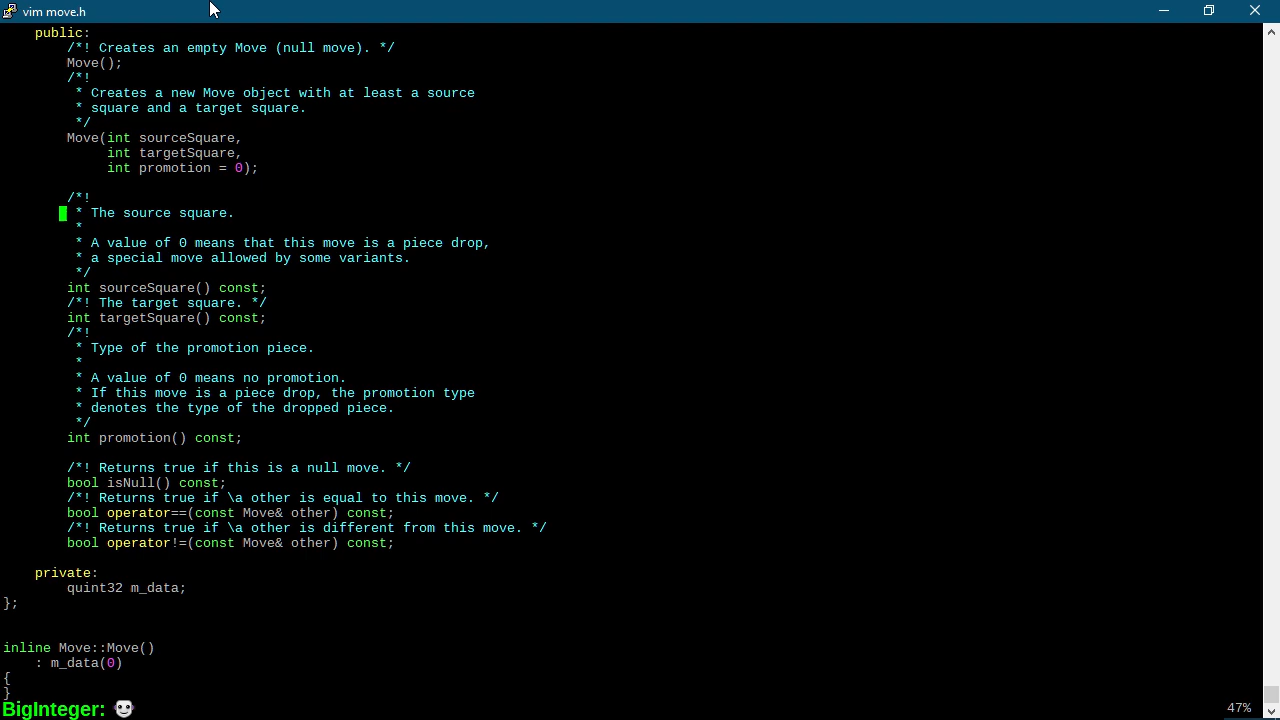 vim move.h
    public:
        /*! Creates an empty Move (null move). */
        Move();
        /*!
         * Creates a new Move object with at least a source
         * square and a target square.
         */
        Move(int sourceSquare,
             int targetSquare,
             int promotion = 0);

        /*!
         * The source square.
         *
         * A value of 0 means that this move is a piece drop,
         * a special move allowed by some variants.
         */
        int sourceSquare() const;
        /*! The target square. */
        int targetSquare() const;
        /*!
         * Type of the promotion piece.
         *
         * A value of 0 means no promotion.
         * If this move is a piece drop, the promotion type
         * denotes the type of the dropped piece.
         */
        int promotion() const;

        /*! Returns true if this is a null move. */
        bool isNull() const;
        /*! Returns true if \a other is equal to this move. */
        bool operator==(const Move& other) const;
        /*! Returns true if \a other is different from this move. */
        bool operator!=(const Move& other) const;

    private:
        quint32 m_data;
};


inline Move::Move()
    : m_data(0)
{
}
BigInteger:
47%